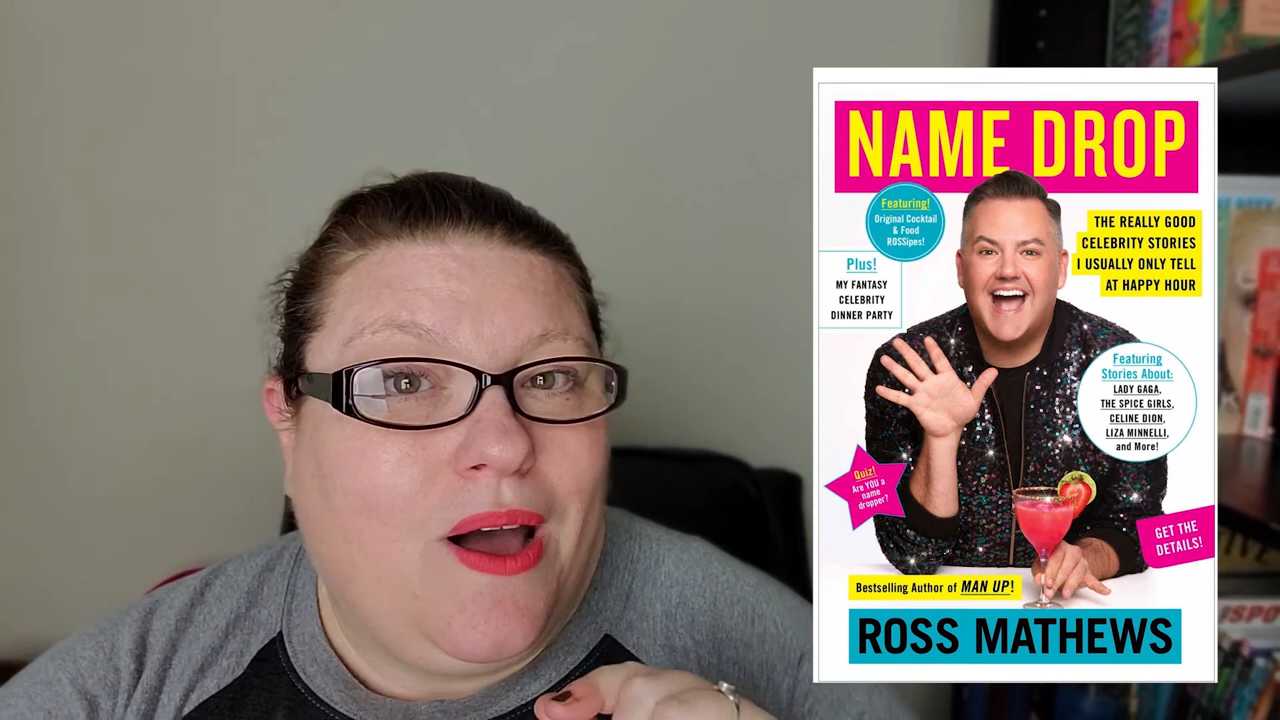 NAME DROP
Featuring!
Original Cocktail
& Food
ROSSipes!
THE REALLY GOOD
CELEBRITY STORIES
I USUALLY ONLY TELL
AT HAPPY HOUR
Plus!
MY FANTASY
CELEBRITY
DINNER PARTY
Featuring
Stories About:
LADY GAGA,
THE SPICE GIRLS,
CELINE DION,
LIZA MINNELLI,
and More!
Quiz!
Are YOU a
name
dropper?
GET THE
DETAILS!
Bestselling Author of MAN UP!
ROSS MATHEWS